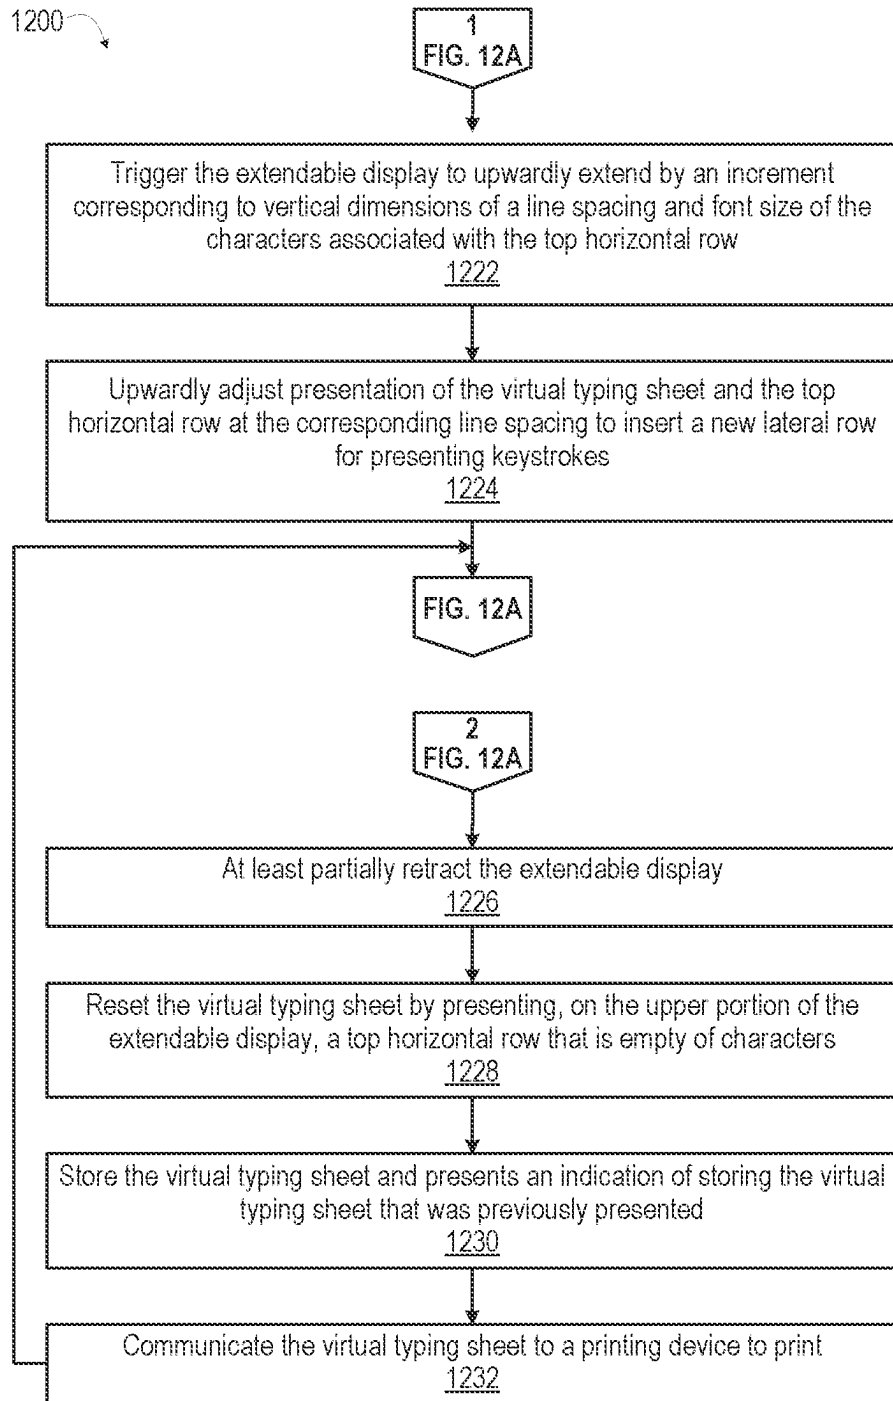 1200
1
FIG. 12A
Trigger the extendable display to upwardly extend by an increment
corresponding to vertical dimensions of a line spacing and font size of the
characters associated with the top horizontal row
1222
Upwardly adjust presentation of the virtual typing sheet and the top
horizontal row at the corresponding line spacing to insert a new lateral row
for presenting keystrokes
1224
FIG. 12A
2
FIG. 12A
At least partially retract the extendable display
1226
Reset the virtual typing sheet by presenting, on the upper portion of the
extendable display, a top horizontal row that is empty of characters
1228
Store the virtual typing sheet and presents an indication of storing the virtual
typing sheet that was previously presented
1230
Communicate the virtual typing sheet to a printing device to print
1232